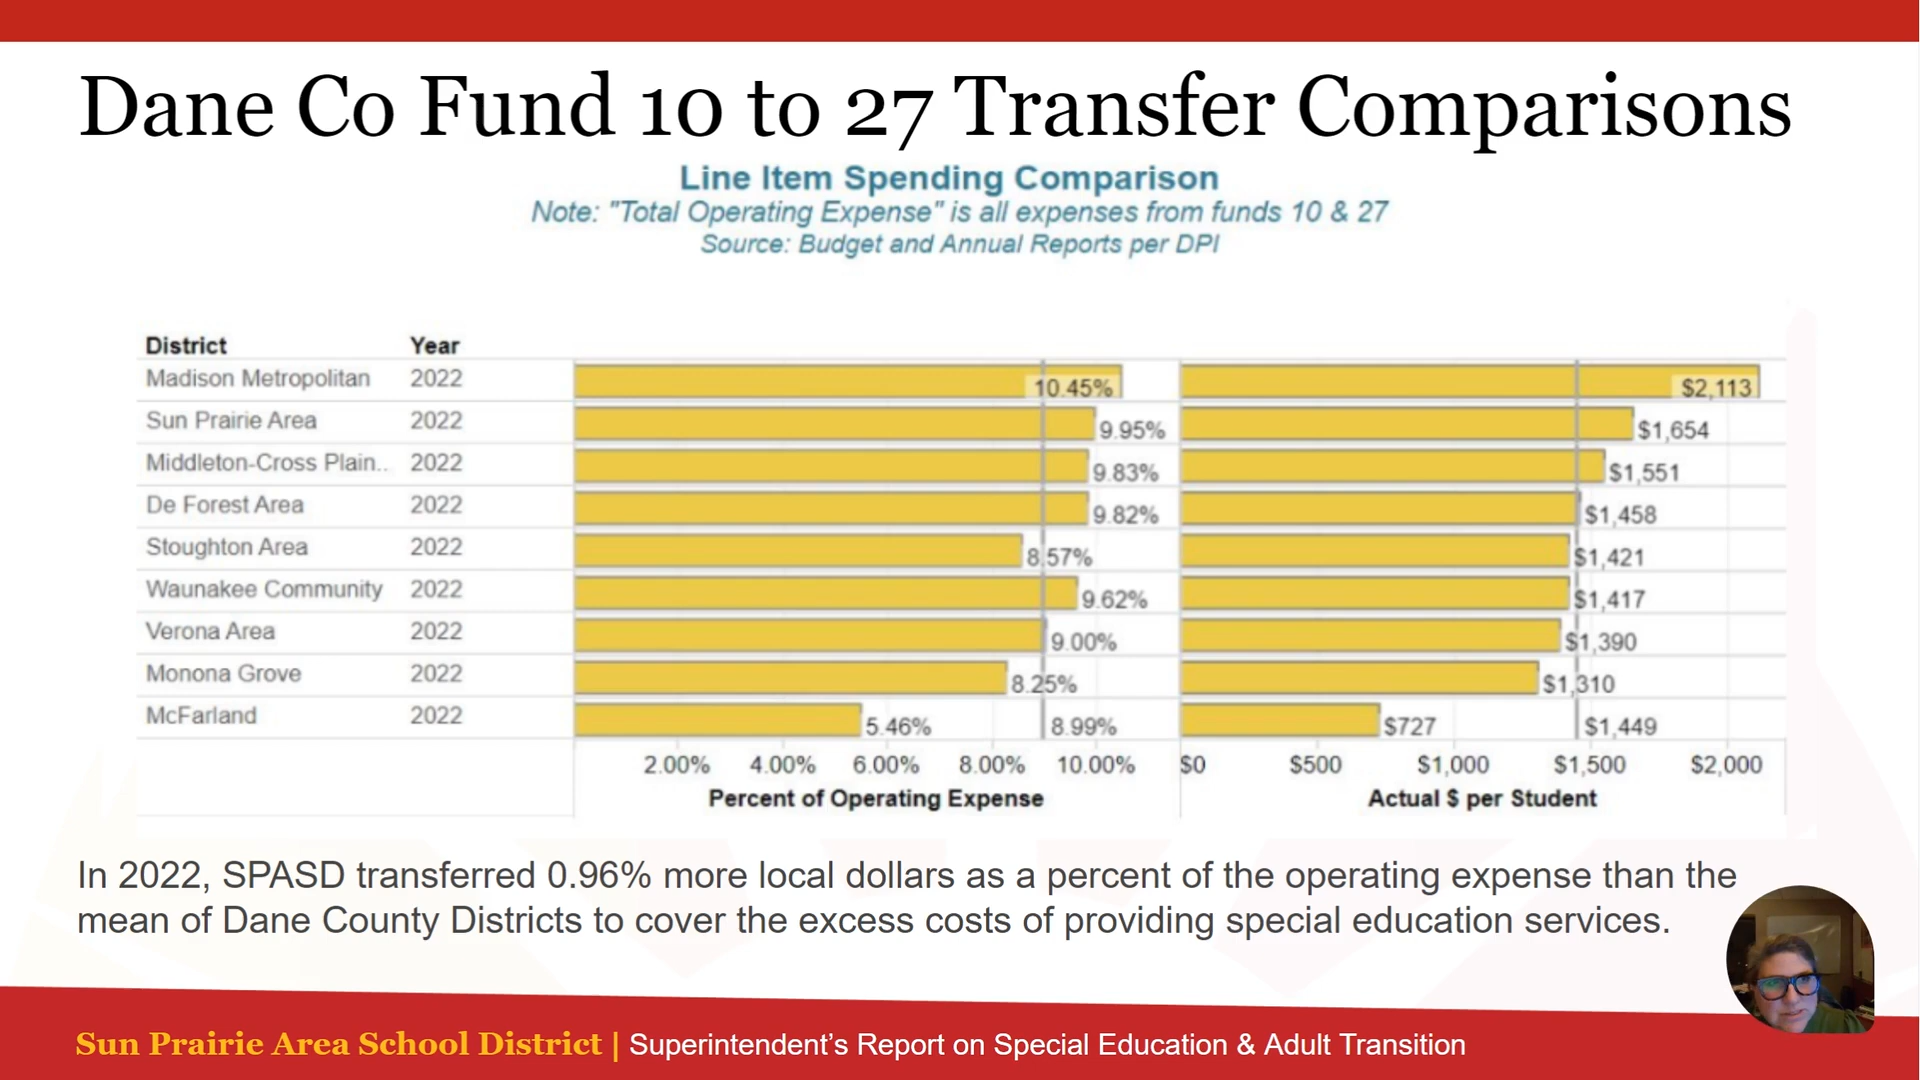 Dane Co Fund 10 to 27 Transfer Comparisons
Line Item Spending Comparison
Note: "Total Operating Expense" is all expenses from funds 10 & 27
Source: Budget and Annual Reports per DPI
District Year
Madison Metropolitan 2022 10.45% $2,113
Sun Prairie Area 2022 9.95% $1,654
Middleton-Cross Plain.. 2022 9.83% $1,551
De Forest Area 2022 9.82% $1,458
Stoughton Area 2022 8.57% $1,421
Waunakee Community 2022 9.62% $1,417
Verona Area 2022 9.00% $1,390
Monona Grove 2022 8.25% $1,310
McFarland 2022 5.46% 8.99% $727 $1,449
2.00% 4.00% 6.00% 8.00% 10.00% $0 $500 $1,000 $1,500 $2,000
Percent of Operating Expense Actual $ per Student
In 2022, SPASD transferred 0.96% more local dollars as a percent of the operating expense than the
mean of Dane County Districts to cover the excess costs of providing special education services.
Sun Prairie Area School District | Superintendent's Report on Special Education & Adult Transition